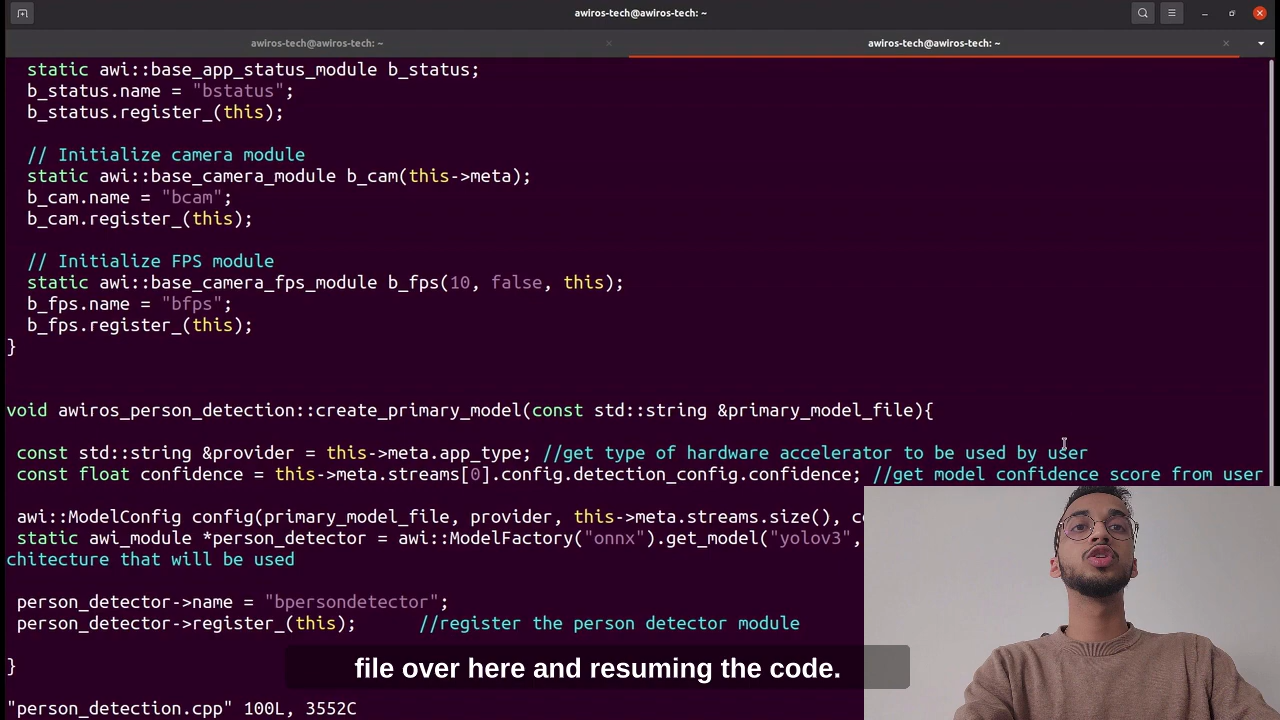 awiros-tech@awiros-tech: ~
awiros-tech@awiros-tech: ~
awiros-tech@awiros-tech: ~
static awi::base_app_status_module b_status;
b_status.name = "bstatus";
b_status.register_(this);
// Initialize camera module
static awi::base_camera_module b_cam(this->meta);
b_cam.name = "bcam";
b_cam.register_(this);
// Initialize FPS module
static awi::base_camera_fps_module b_fps(10, false, this);
b_fps.name = "bfps";
b_fps.register_(this);
}
void awiros_person_detection::create_primary_model(const std::string &primary_model_file){
const std::string &provider = this->meta.app_type; //get type of hardware accelerator to be used by user
const float confidence = this->meta.streams[0].config.detection_config.confidence; //get model confidence score from user
awi::ModelConfig config(primary_model_file, provider, this->meta.streams.size(), co
static awi_module *person_detector = awi::ModelFactory("onnx").get_model("yolov3",
chitecture that will be used
person_detector->name = "bpersondetector";
person_detector->register_(this); //register the person detector module
}
file over here and resuming the code.
"person_detection.cpp" 100L, 3552C